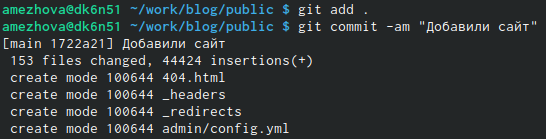 amezhova@dk6n51 ~/work/blog/public $ git add .
amezhova@dk6n51 ~/work/blog/public $ git commit -am "Добавили сайт"
[main 1722a21] Добавили сайт
153 files changed, 44424 insertions(+)
create mode 100644 404.html
create mode 100644 _headers
create mode 100644 _redirects
create mode 100644 admin/config.yml